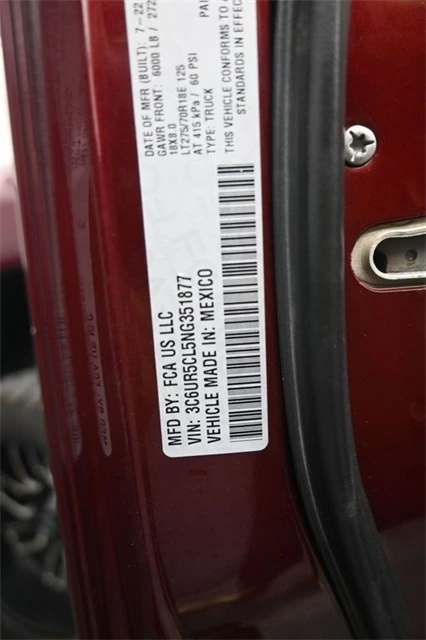 DATE OF MFR (BUILT): 7-22
GAWR FRONT: 6000 LB / 272
18X8.0
LT275/70R18E 125
AT 415 kPa / 60 PSI
TYPE: TRUCK
THIS VEHICLE CONFORMS TO
STANDARDS IN EFFEC
MFD BY: FCA US LLC
VIN: 3C6UR5CL5NG351877
VEHICLE MADE IN: MEXICO